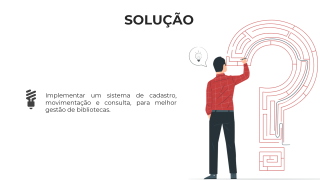 SOLUÇÃO
Implementar um sistema de cadastro,
movimentação e consulta, para melhor
gestão de bibliotecas.